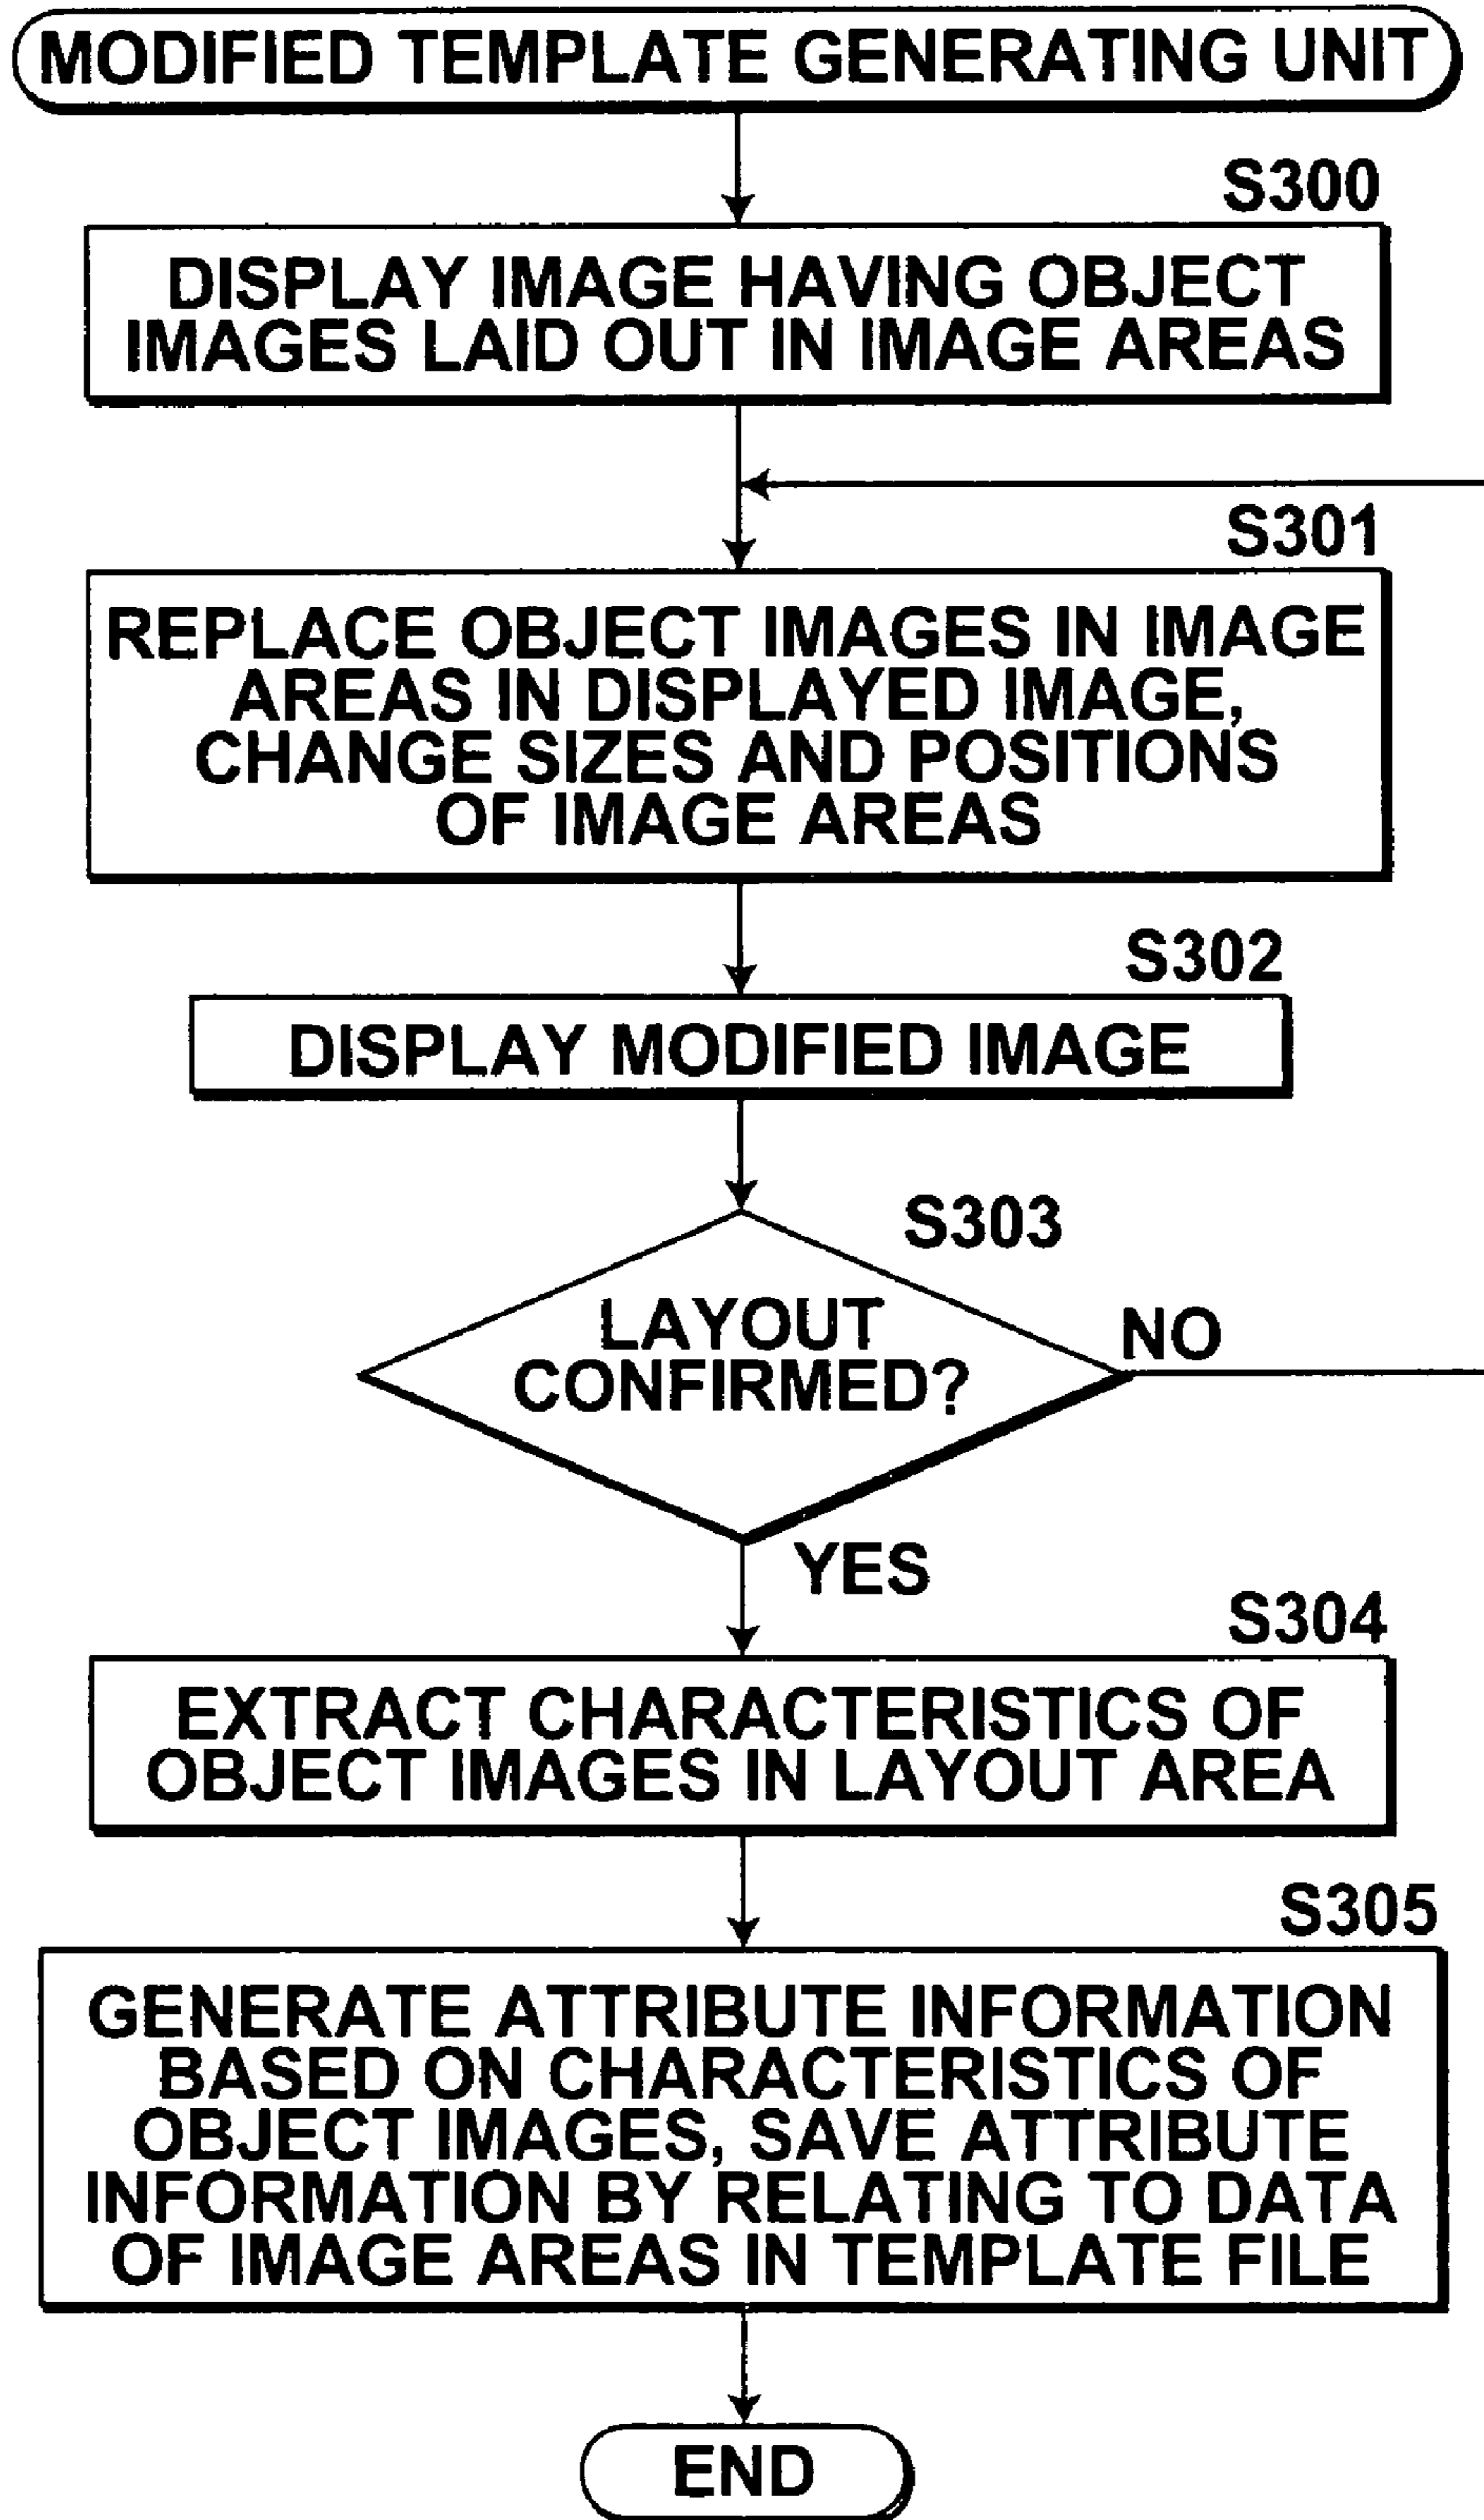 MODIFIED TEMPLATE GENERATING UNIT
S300
DISPLAY IMAGE HAVING OBJECT
IMAGES LAID OUT IN IMAGE AREAS
S301
REPLACE OBJECT IMAGES IN IMAGE
AREAS IN DISPLAYED IMAGE,
CHANGE SIZES AND POSITIONS
OF IMAGE AREAS
S302
DISPLAY MODIFIED IMAGE
S303
LAYOUT
CONFIRMED?
NO
YES
S304
EXTRACT CHARACTERISTICS OF
OBJECT IMAGES IN LAYOUT AREA
S305
GENERATE ATTRIBUTE INFORMATION
BASED ON CHARACTERISTICS OF
OBJECT IMAGES, SAVE ATTRIBUTE
INFORMATION BY RELATING TO DATA
OF IMAGE AREAS IN TEMPLATE FILE
END